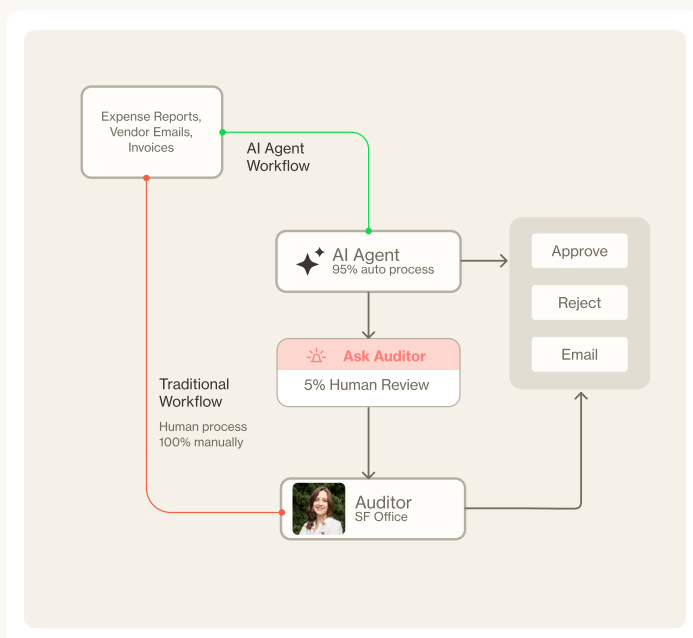 Expense Reports,
Vendor Emails,
Invoices
AI Agent
Workflow
AI Agent
95% auto process
Approve
Reject
Email
Ask Auditor
5% Human Review
Traditional
Workflow
Human process
100% manually
Auditor
SF Office